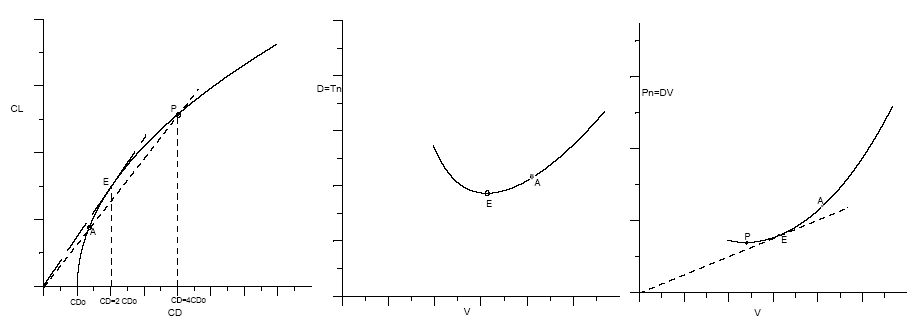 CL
P
E
A
CDo
CD=2 CDo
CD=4CDo
CD
D=Tn
E
A
V
Pn=DV
P
E
A
V